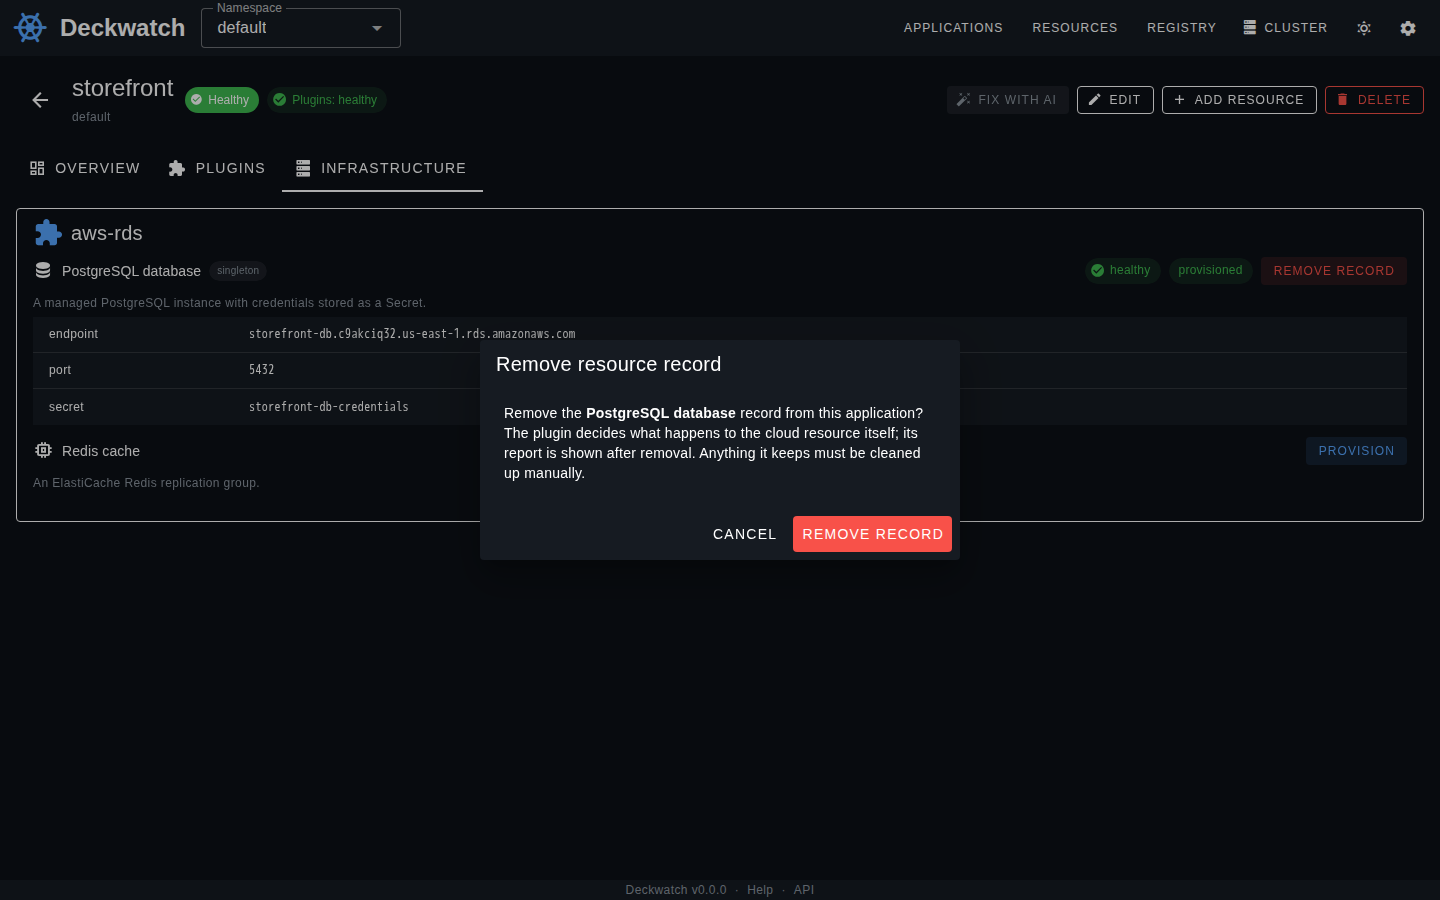 Deckwatch
Namespace
default
APPLICATIONS
RESOURCES
REGISTRY
CLUSTER
storefront
default
Healthy
Plugins: healthy
FIX WITH AI
EDIT
ADD RESOURCE
DELETE
OVERVIEW
PLUGINS
INFRASTRUCTURE
aws-rds
PostgreSQL database
singleton
healthy
provisioned
REMOVE RECORD
A managed PostgreSQL instance with credentials stored as a Secret.
endpoint
storefront-db.c9akciq32.us-east-1.rds.amazonaws.com
port
5432
secret
storefront-db-credentials
Redis cache
PROVISION
An ElastiCache Redis replication group.
Remove resource record
Remove the PostgreSQL database record from this application?
The plugin decides what happens to the cloud resource itself; its
report is shown after removal. Anything it keeps must be cleaned
up manually.
CANCEL
REMOVE RECORD
Deckwatch v0.0.0 · Help · API